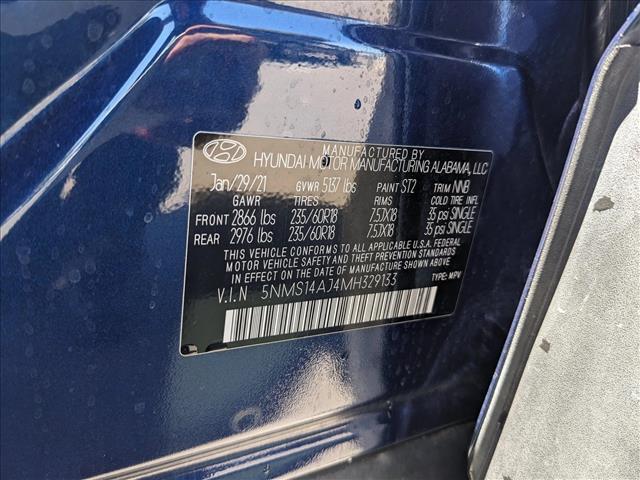 MANUFACTURED BY
HYUNDAI MOTOR MANUFACTURING ALABAMA, LLC
Jan/29/21 GVWR 5137 lbs PAINT ST2 TRIM NNB
GAWR TIRES RIMS COLD TIRE INFL
FRONT 2866 lbs 235/60R18 7.5JX18 35 psi SINGLE
REAR 2976 lbs 235/60R18 7.5JX18 35 psi SINGLE
THIS VEHICLE CONFORMS TO ALL APPLICABLE U.S.A. FEDERAL
MOTOR VEHICLE SAFETY, BUMPER, AND THEFT PREVENTION STANDARDS
IN EFFECT ON THE DATE OF MANUFACTURE SHOWN ABOVE.
V.I.N 5NMS14AJ4MH329133 TYPE: MPV